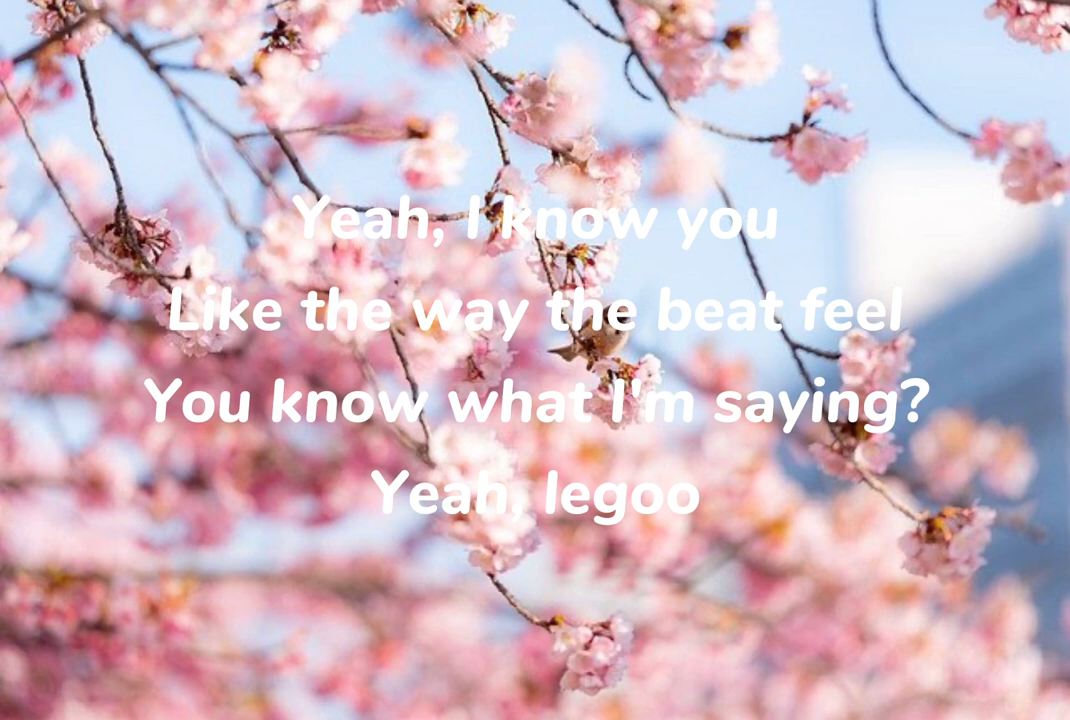 Yeah, I know you
Like the way the beat feel
You know what I'm saying?
Yeah, legoo